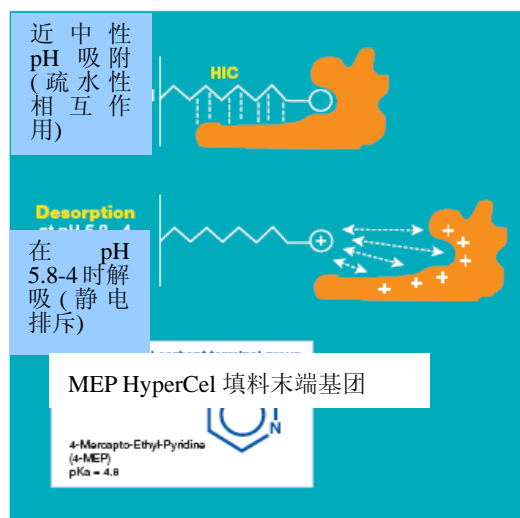 近中性
pH 吸附
(疏水性
相互作
用)
HIC
Desorption
在 pH
5.8-4时解
吸(静电
排斥)
MEP HyperCel 填料末端基团
N
4-Mercapto-Ethyl-Pyridine
(4-MEP)
pKa = 4.8